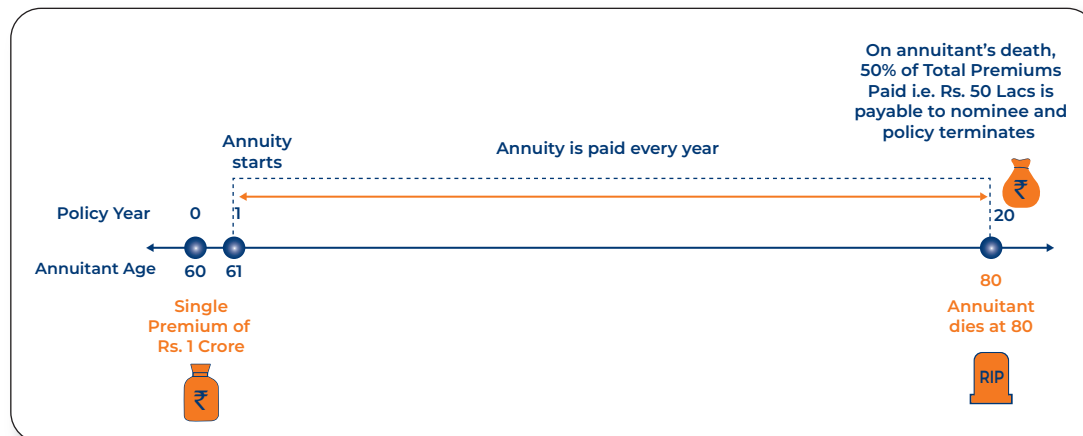 On annuitant's death,
50% of Total Premiums
Paid i.e. Rs. 50 Lacs is
payable to nominee and
policy terminates
Annuity
starts
Annuity is paid every year
₹
Policy Year 0 1 20
Annuitant Age 60 61 80
Single
Premium of
Rs. 1 Crore
₹
Annuitant
dies at 80
RIP